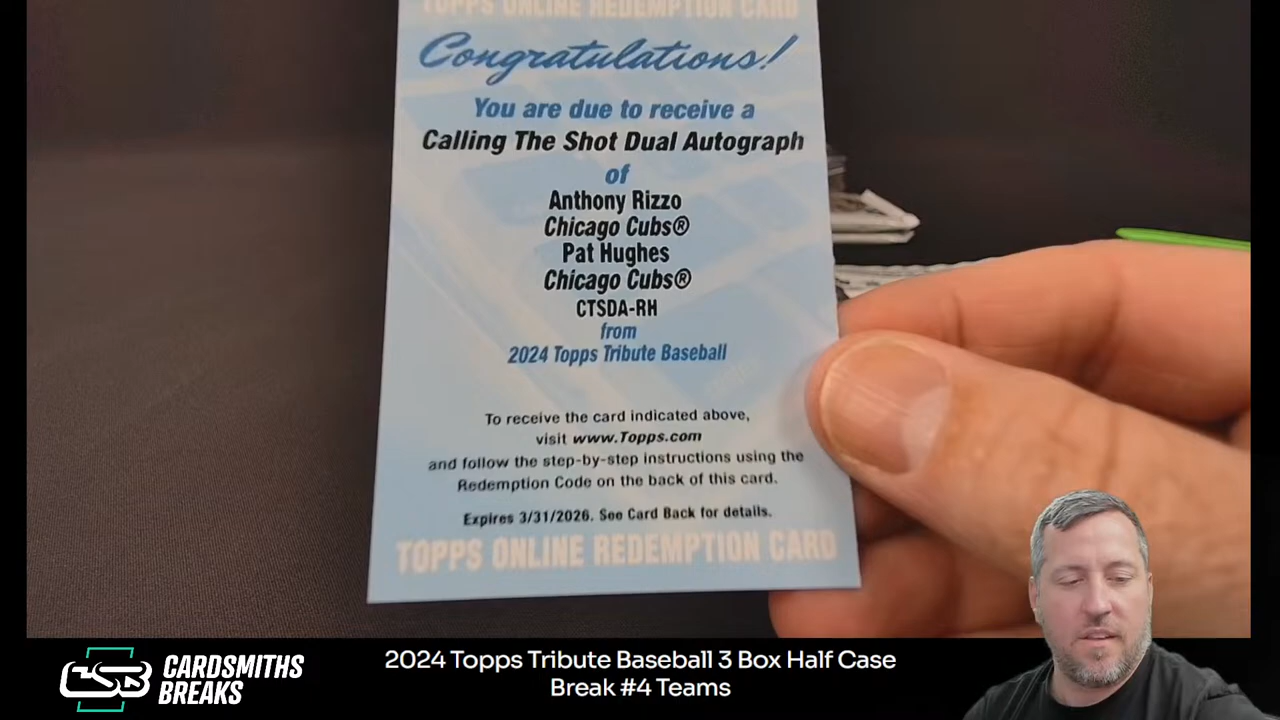 TOPPS ONLINE REDEMPTION CARD
Congratulations!
You are due to receive a
Calling The Shot Dual Autograph
of
Anthony Rizzo
Chicago Cubs®
Pat Hughes
Chicago Cubs®
CTSDA-RH
from
2024 Topps Tribute Baseball
To receive the card indicated above,
visit www.Topps.com
and follow the step-by-step instructions using the
Redemption Code on the back of this card.
Expires 3/31/2026. See Card Back for details.
TOPPS ONLINE REDEMPTION CARD
CSB CARDSMITHS
BREAKS
2024 Topps Tribute Baseball 3 Box Half Case
Break #4 Teams